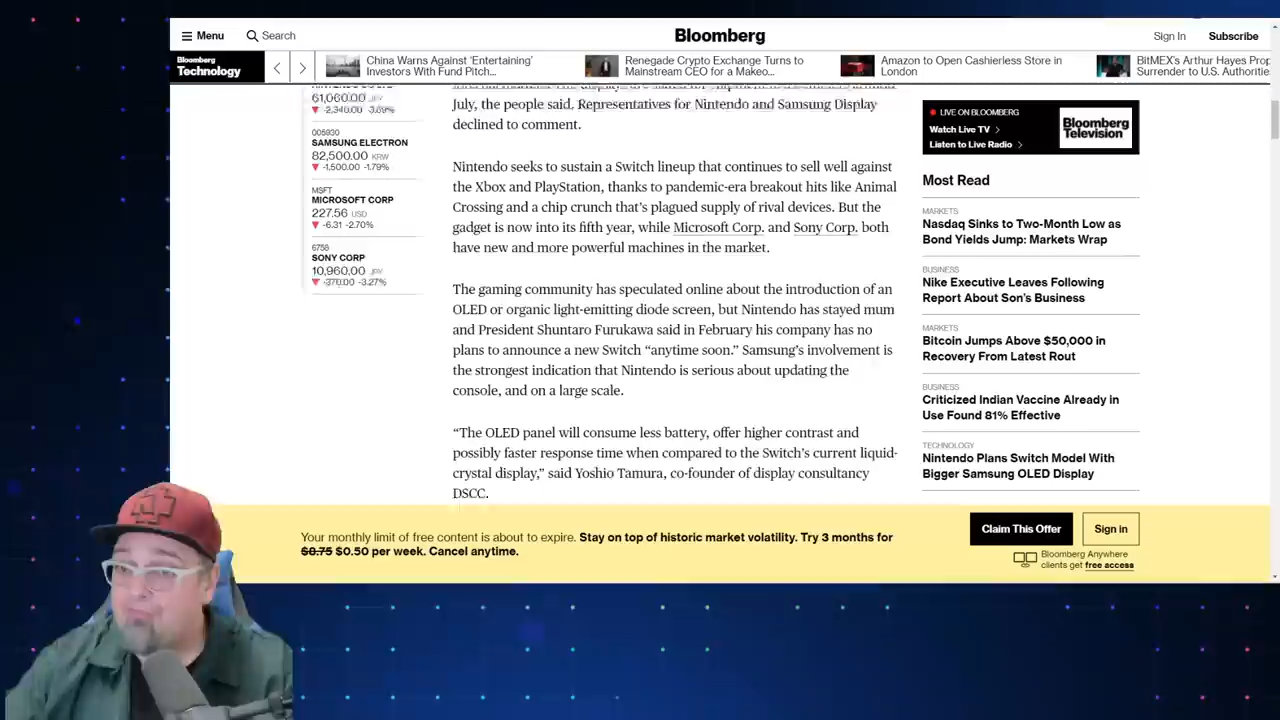 Menu
Search
Bloomberg
Sign In
Subscribe
Bloomberg
Technology
China Warns Against 'Entertaining'
Investors With Fund Pitch...
Renegade Crypto Exchange Turns to
Mainstream CEO for a Makeo...
Amazon to Open Cashierless Store in
London
BitMEX's Arthur Hayes Prop
Surrender to U.S. Authoritie
61,060.00 JPY
-2,340.00 -3.69%
005930
SAMSUNG ELECTRON
82,500.00 KRW
-1,500.00 -1.79%
MSFT
MICROSOFT CORP
227.56 USD
-6.31 -2.70%
6758
SONY CORP
10,960.00 JPY
-370.00 -3.27%
July, the people said. Representatives for Nintendo and Samsung Display
declined to comment.
Nintendo seeks to sustain a Switch lineup that continues to sell well against
the Xbox and PlayStation, thanks to pandemic-era breakout hits like Animal
Crossing and a chip crunch that's plagued supply of rival devices. But the
gadget is now into its fifth year, while Microsoft Corp. and Sony Corp. both
have new and more powerful machines in the market.
The gaming community has speculated online about the introduction of an
OLED or organic light-emitting diode screen, but Nintendo has stayed mum
and President Shuntaro Furukawa said in February his company has no
plans to announce a new Switch “anytime soon.” Samsung's involvement is
the strongest indication that Nintendo is serious about updating the
console, and on a large scale.
“The OLED panel will consume less battery, offer higher contrast and
possibly faster response time when compared to the Switch's current liquid-
crystal display,” said Yoshio Tamura, co-founder of display consultancy
DSCC.
LIVE ON BLOOMBERG
Watch Live TV
Listen to Live Radio
Bloomberg
Television
Most Read
MARKETS
Nasdaq Sinks to Two-Month Low as
Bond Yields Jump: Markets Wrap
BUSINESS
Nike Executive Leaves Following
Report About Son's Business
MARKETS
Bitcoin Jumps Above $50,000 in
Recovery From Latest Rout
BUSINESS
Criticized Indian Vaccine Already in
Use Found 81% Effective
TECHNOLOGY
Nintendo Plans Switch Model With
Bigger Samsung OLED Display
Your monthly limit of free content is about to expire. Stay on top of historic market volatility. Try 3 months for
$8.75 $0.50 per week. Cancel anytime.
Claim This Offer
Sign in
Bloomberg Anywhere
clients get free access